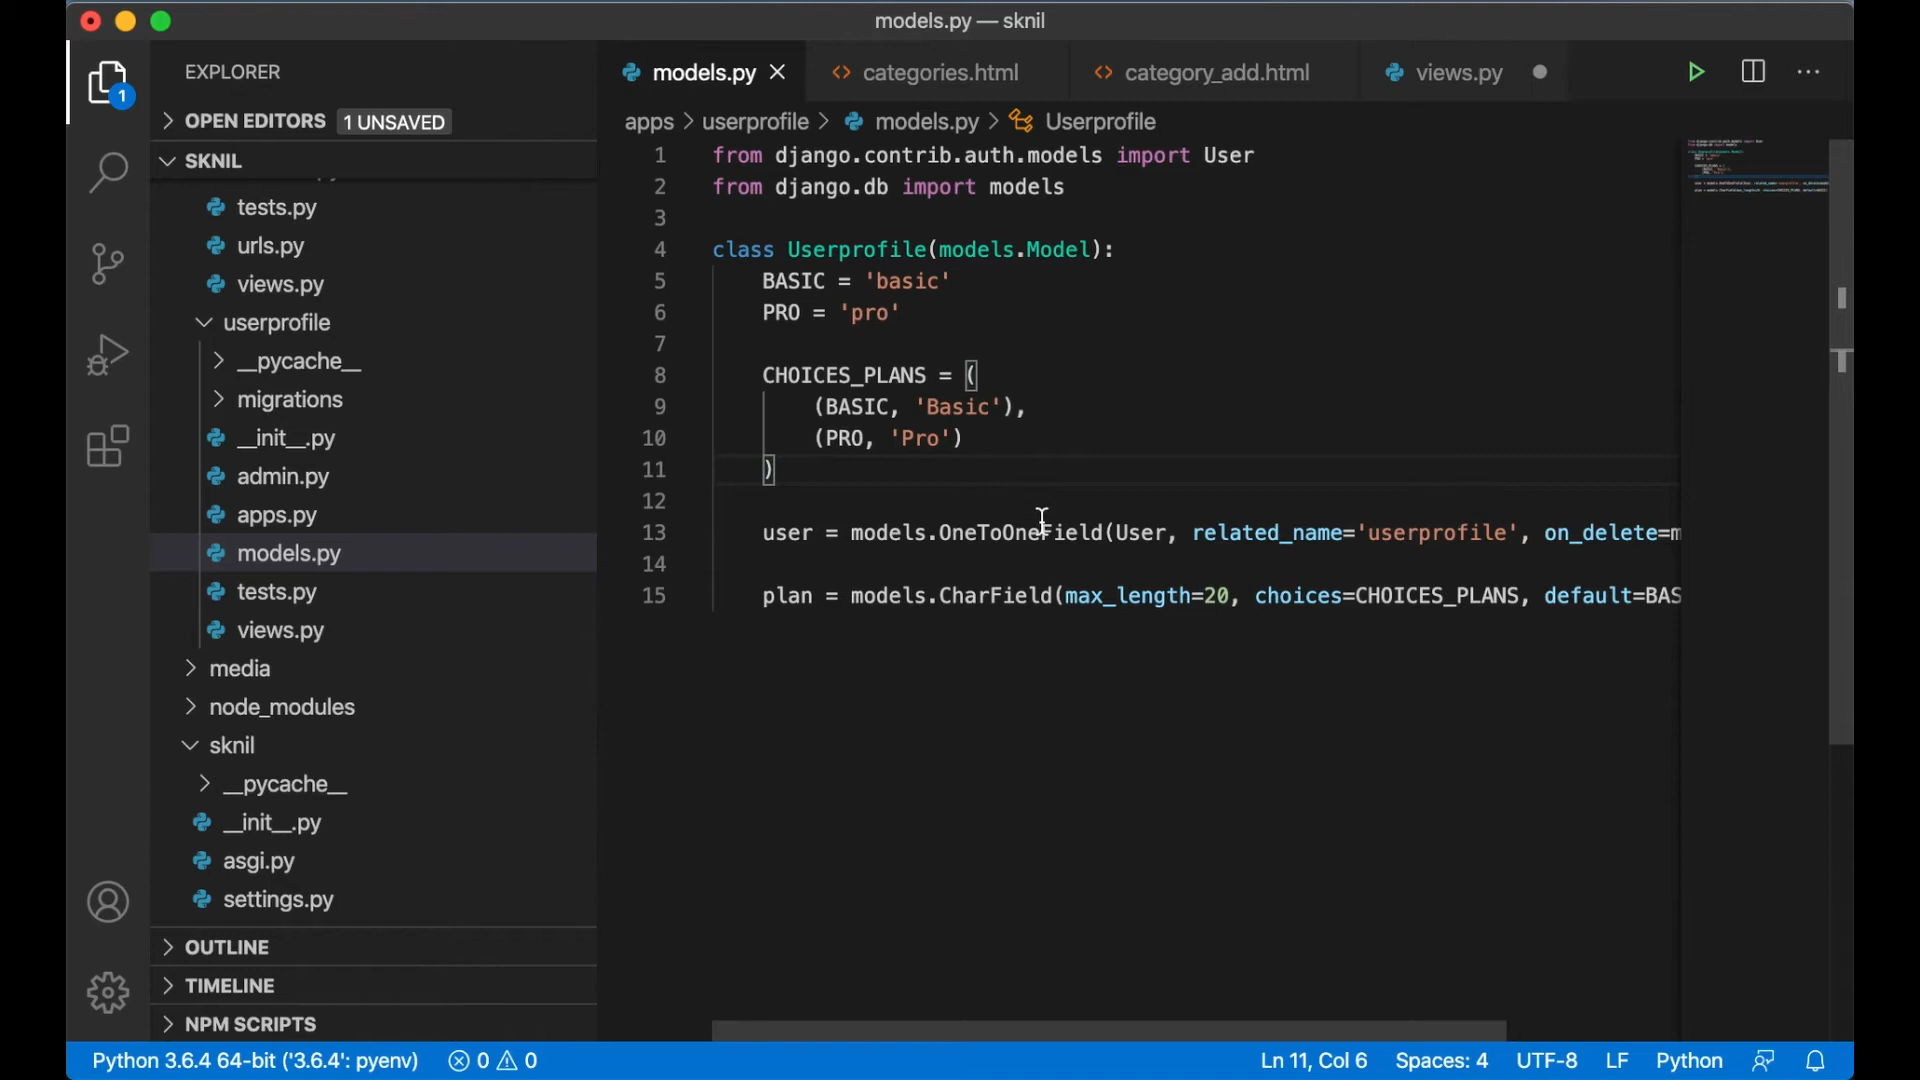 models.py — sknil
EXPLORER
OPEN EDITORS 1 UNSAVED
SKNIL
tests.py
urls.py
views.py
userprofile
__pycache__
migrations
__init__.py
admin.py
apps.py
models.py
tests.py
views.py
media
node_modules
sknil
__pycache__
__init__.py
asgi.py
settings.py
OUTLINE
TIMELINE
NPM SCRIPTS
1
models.py categories.html category_add.html views.py
apps > userprofile > models.py > Userprofile
1 from django.contrib.auth.models import User
2 from django.db import models
3
4 class Userprofile(models.Model):
5 BASIC = 'basic'
6 PRO = 'pro'
7
8 CHOICES_PLANS = (
9 (BASIC, 'Basic'),
10 (PRO, 'Pro')
11 )
12
13 user = models.OneToOneField(User, related_name='userprofile', on_delete=m
14
15 plan = models.CharField(max_length=20, choices=CHOICES_PLANS, default=BAS
Python 3.6.4 64-bit ('3.6.4': pyenv) 0 0 Ln 11, Col 6 Spaces: 4 UTF-8 LF Python